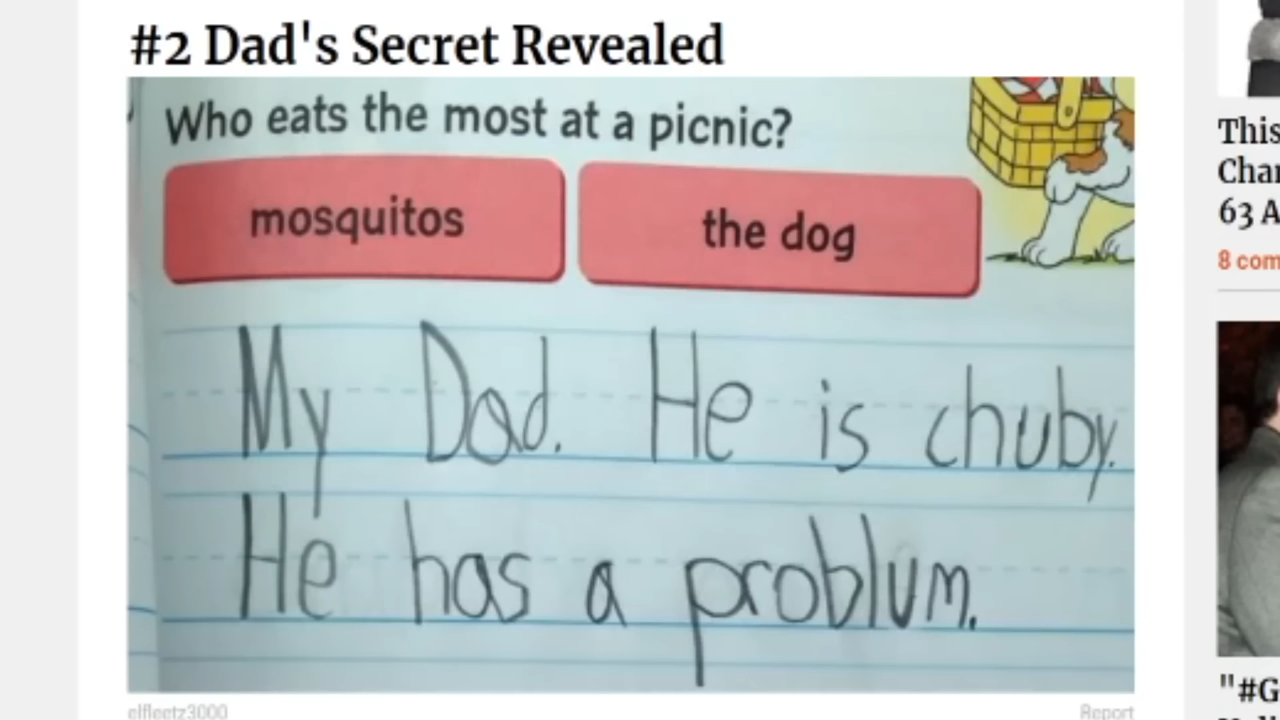 #2 Dad's Secret Revealed
Who eats the most at a picnic?
mosquitos
the dog
My Dad. He is chuby.
He has a problum.
elfleetz3000
Report
This
Char
63 A
8 com
"#G